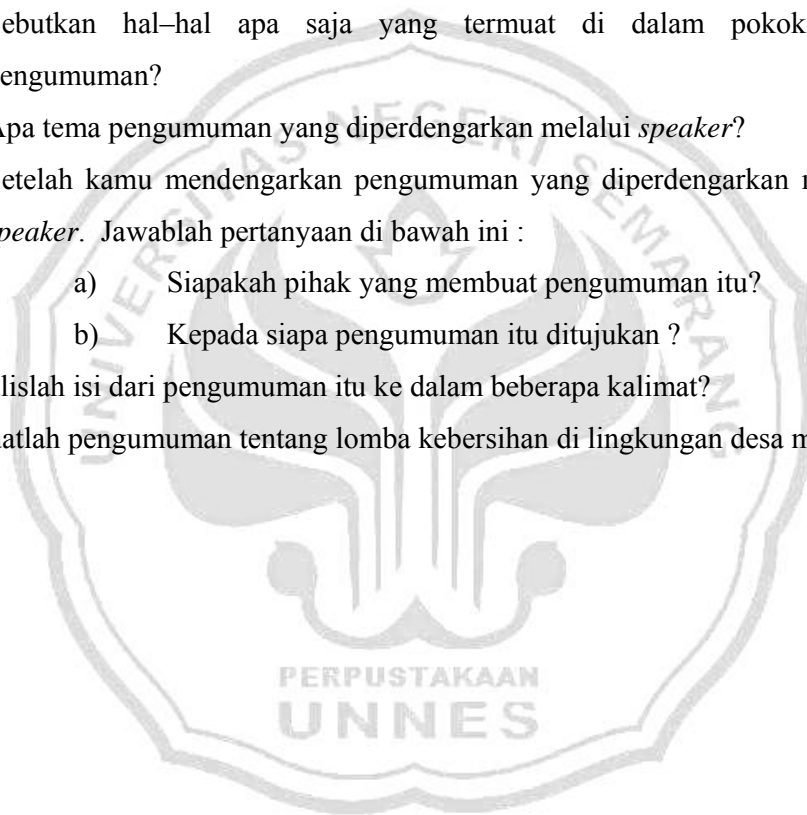 ebutkan hal–hal apa saja yang termuat di dalam pokok
engumuman?
Apa tema pengumuman yang diperdengarkan melalui speaker?
etelah kamu mendengarkan pengumuman yang diperdengarkan m
peaker. Jawablah pertanyaan di bawah ini :
a) Siapakah pihak yang membuat pengumuman itu?
b) Kepada siapa pengumuman itu ditujukan ?
lislah isi dari pengumuman itu ke dalam beberapa kalimat?
atlah pengumuman tentang lomba kebersihan di lingkungan desa m
UNIVERSITAS NEGERI SEMARANG
PERPUSTAKAAN
UNNES